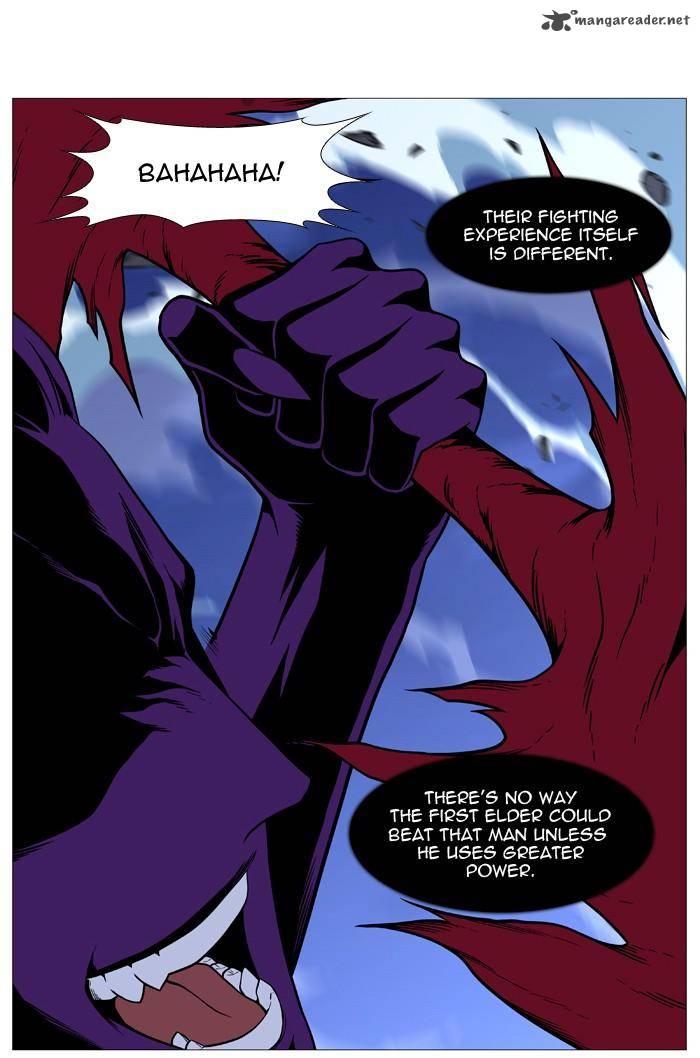 mangareader.net
BAHAHAHA!
THEIR FIGHTING
EXPERIENCE ITSELF
IS DIFFERENT.
THERE'S NO WAY
THE FIRST ELDER COULD
BEAT THAT MAN UNLESS
HE USES GREATER
POWER.